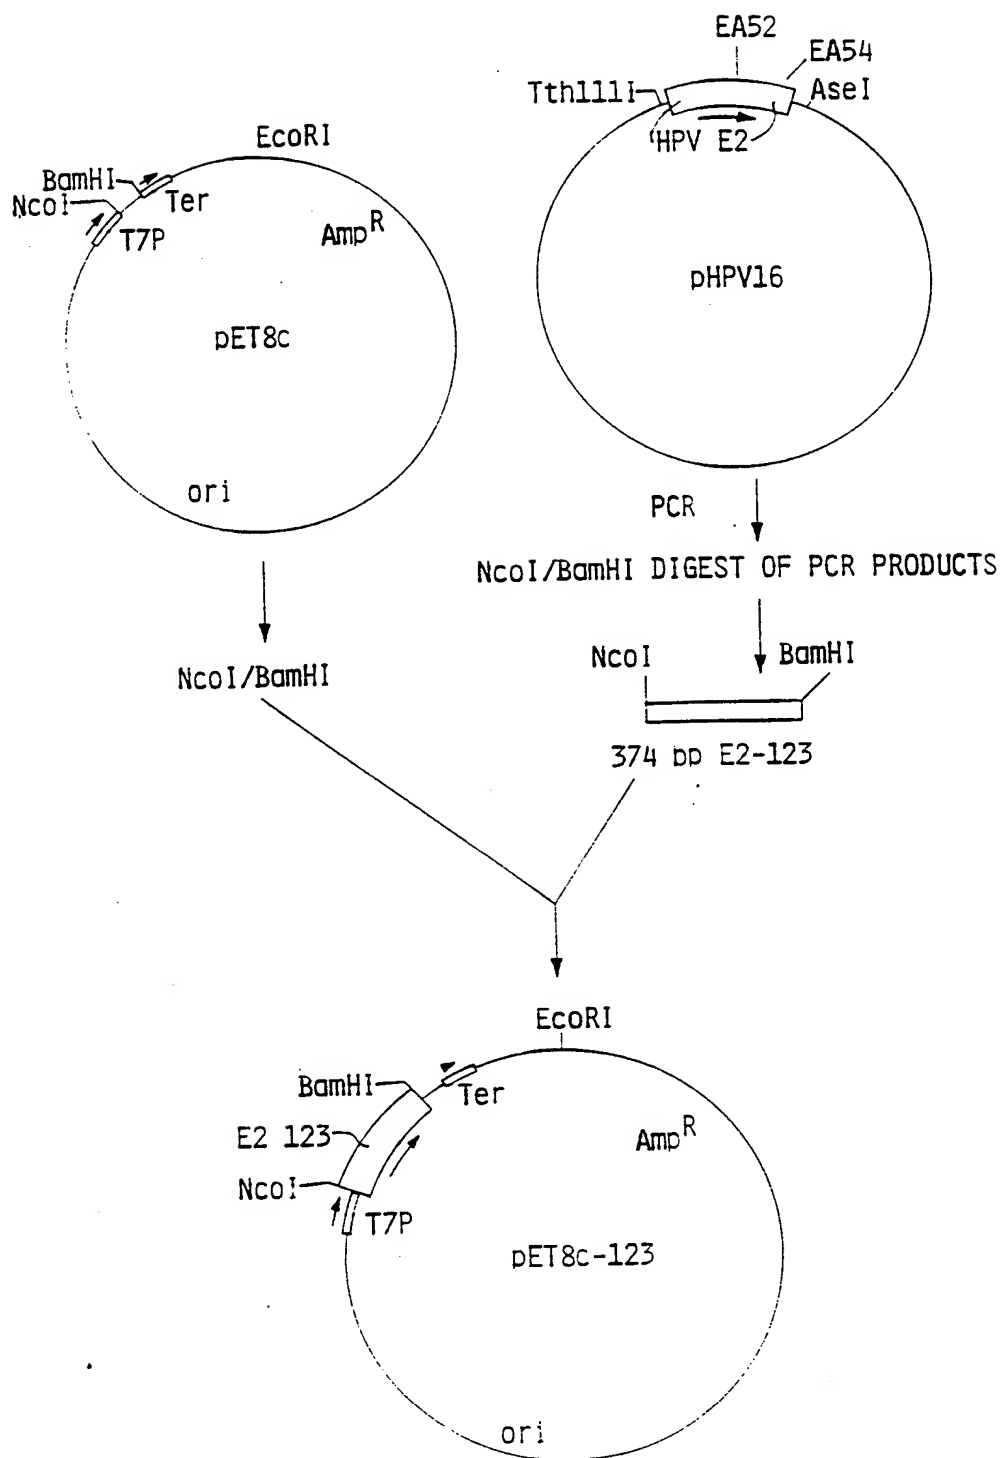 EA52
EA54
Tth111I
AseI
HPV E2
pHPV16
EcoRI
BamHI
NcoI
Ter
T7P
Amp^R
pET8c
ori
PCR
NcoI/BamHI DIGEST OF PCR PRODUCTS
NcoI/BamHI
NcoI
BamHI
374 bp E2-123
EcoRI
BamHI
Ter
E2 123
Amp^R
NcoI
T7P
pET8c-123
ori